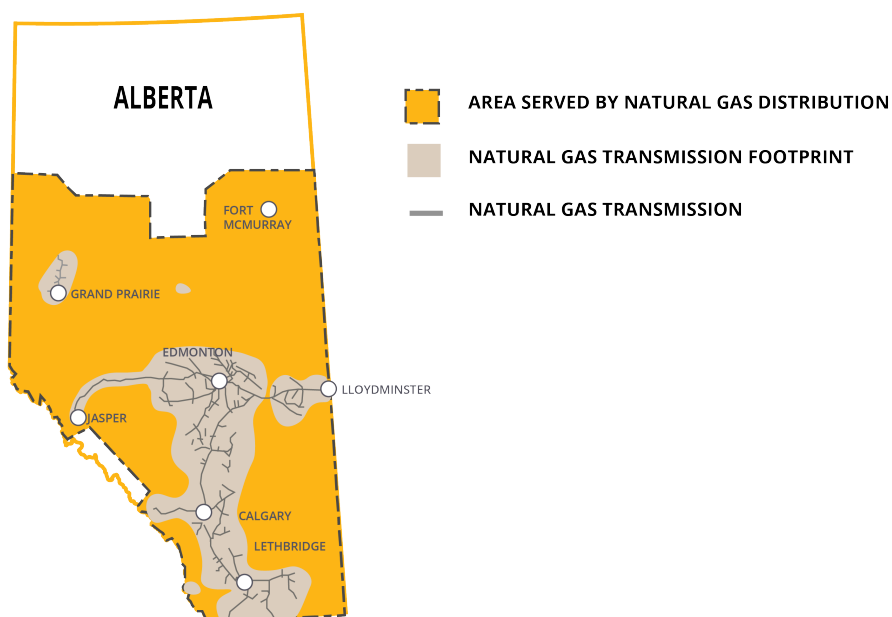 ALBERTA
AREA SERVED BY NATURAL GAS DISTRIBUTION
NATURAL GAS TRANSMISSION FOOTPRINT
NATURAL GAS TRANSMISSION
FORT
MCMURRAY
GRAND PRAIRIE
EDMONTON
LLOYDMINSTER
JASPER
CALGARY
LETHBRIDGE